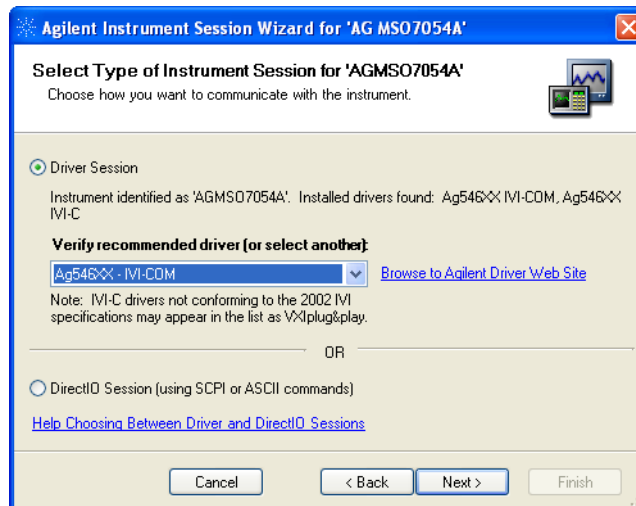 Agilent Instrument Session Wizard for 'AG MSO7054A'
Select Type of Instrument Session for 'AGMSO7054A'
Choose how you want to communicate with the instrument.
Driver Session
Instrument identified as 'AGMSO7054A'. Installed drivers found: Ag546XX IVI-COM, Ag546XX
IVI-C
Verify recommended driver (or select another):
Ag546XX - IVI-COM
Browse to Agilent Driver Web Site
Note: IVI-C drivers not conforming to the 2002 IVI
specifications may appear in the list as VXIplug&play.
OR
DirectIO Session (using SCPI or ASCII commands)
Help Choosing Between Driver and DirectIO Sessions
Cancel
< Back
Next >
Finish